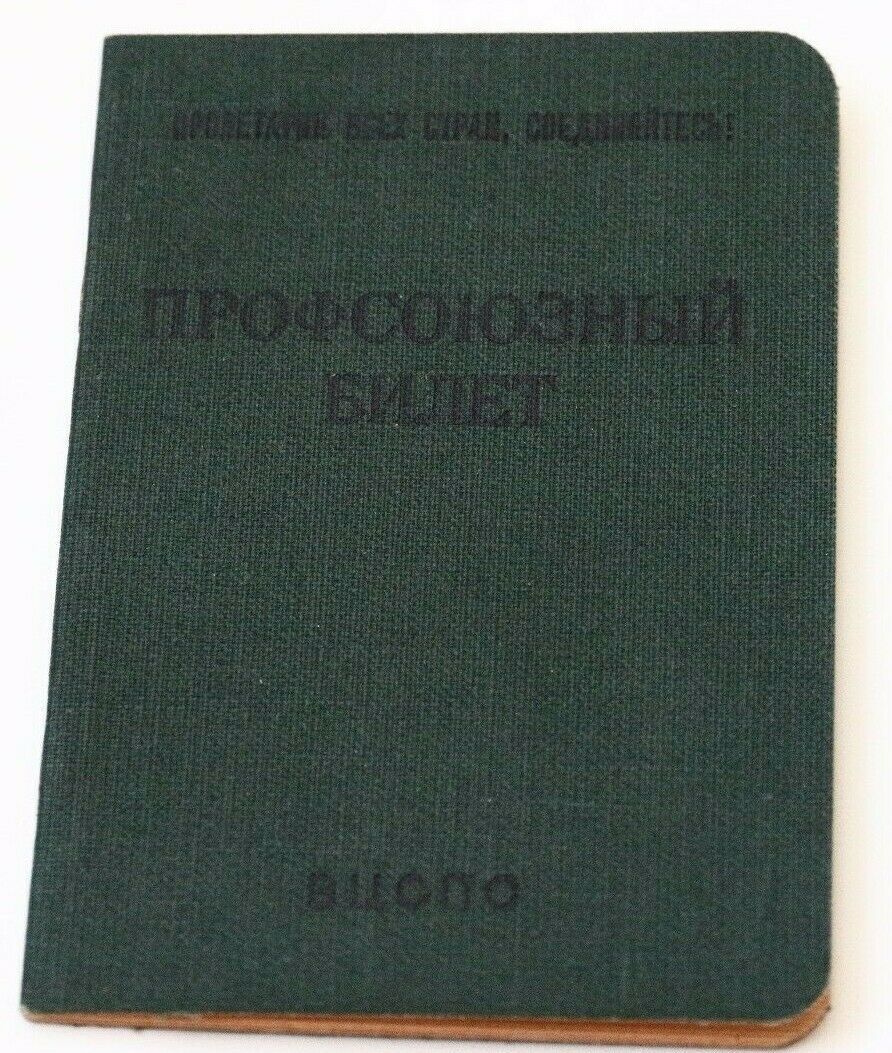 ПРОЛЕТАРИИ ВСЕХ СТРАН, СОЕДИНЯЙТЕСЬ!
ПРОФСОЮЗНЫЙ
БИЛЕТ
ВЦСПС